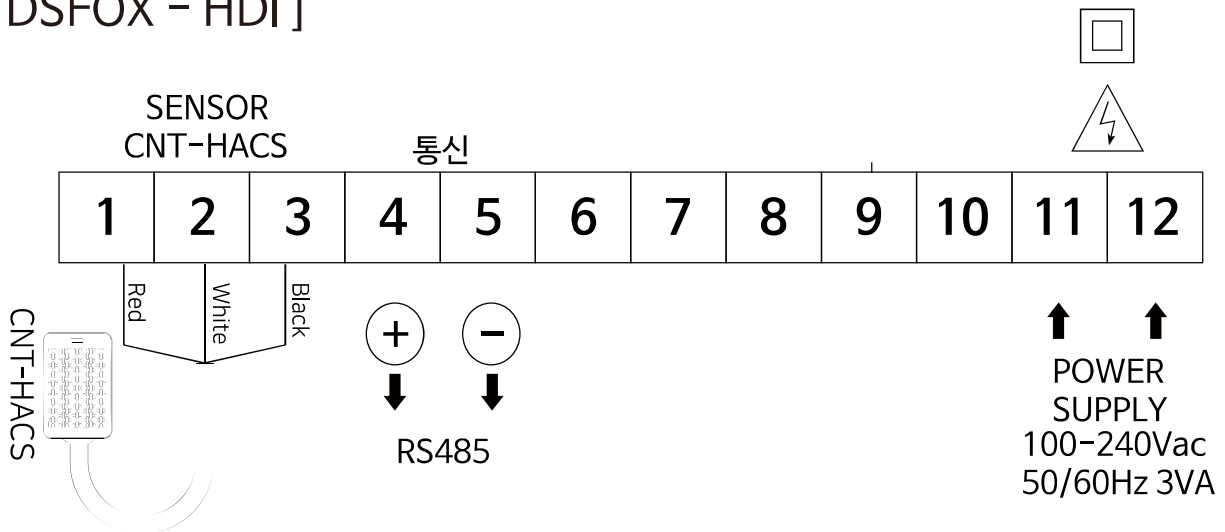 DSFOX - HDI ]
SENSOR
CNT-HACS
통신
1 2 3 4 5 6 7 8 9 10 11 12
Red
White
Black
CNT-HACS
+ −
RS485
POWER
SUPPLY
100-240Vac
50/60Hz 3VA